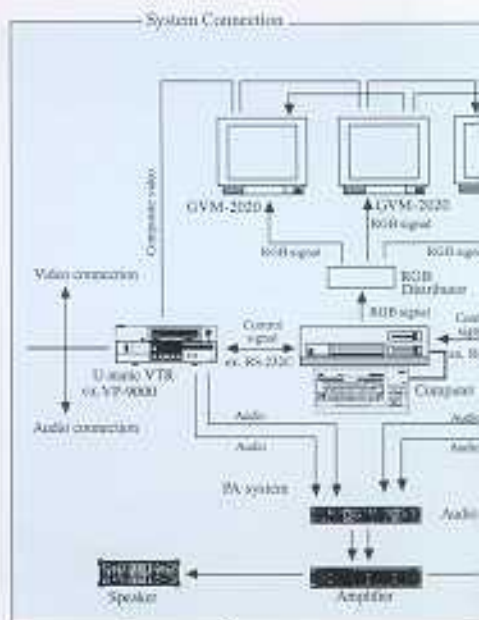 System Connection
Composite video
GVM-2020
GVM-2020
RGB signal
RGB signal
RGB signal
RGB
Distributor
RGB signal
Video connection
Control
signal
ex. RS-232C
U-matic VTR
ex. VP-9000
Computer
Audio connection
Audio
Audio
Audio
Audio
PA system
Audio
Speaker
Amplifier